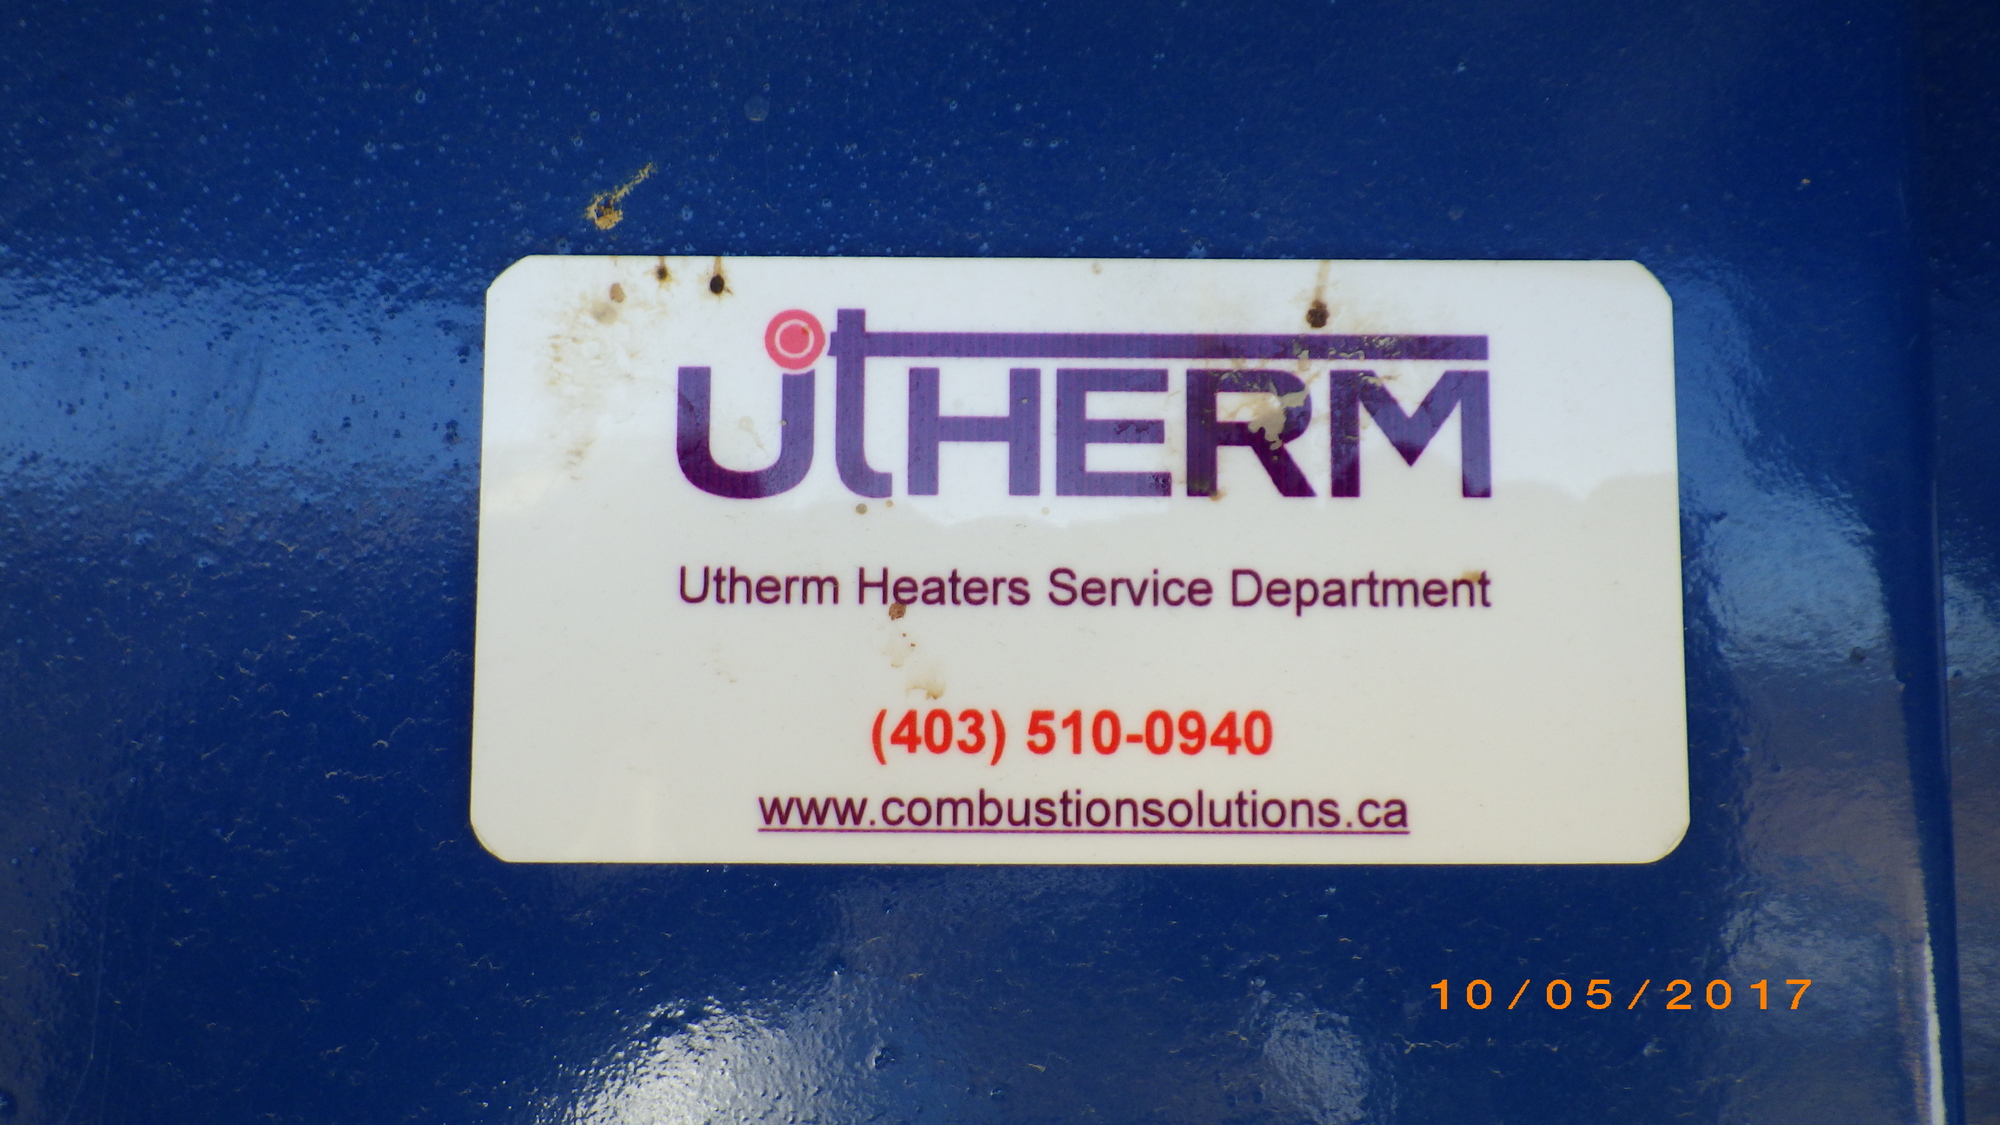 UtHERM
Utherm Heaters Service Department
(403) 510-0940
www.combustionsolutions.ca
10/05/2017